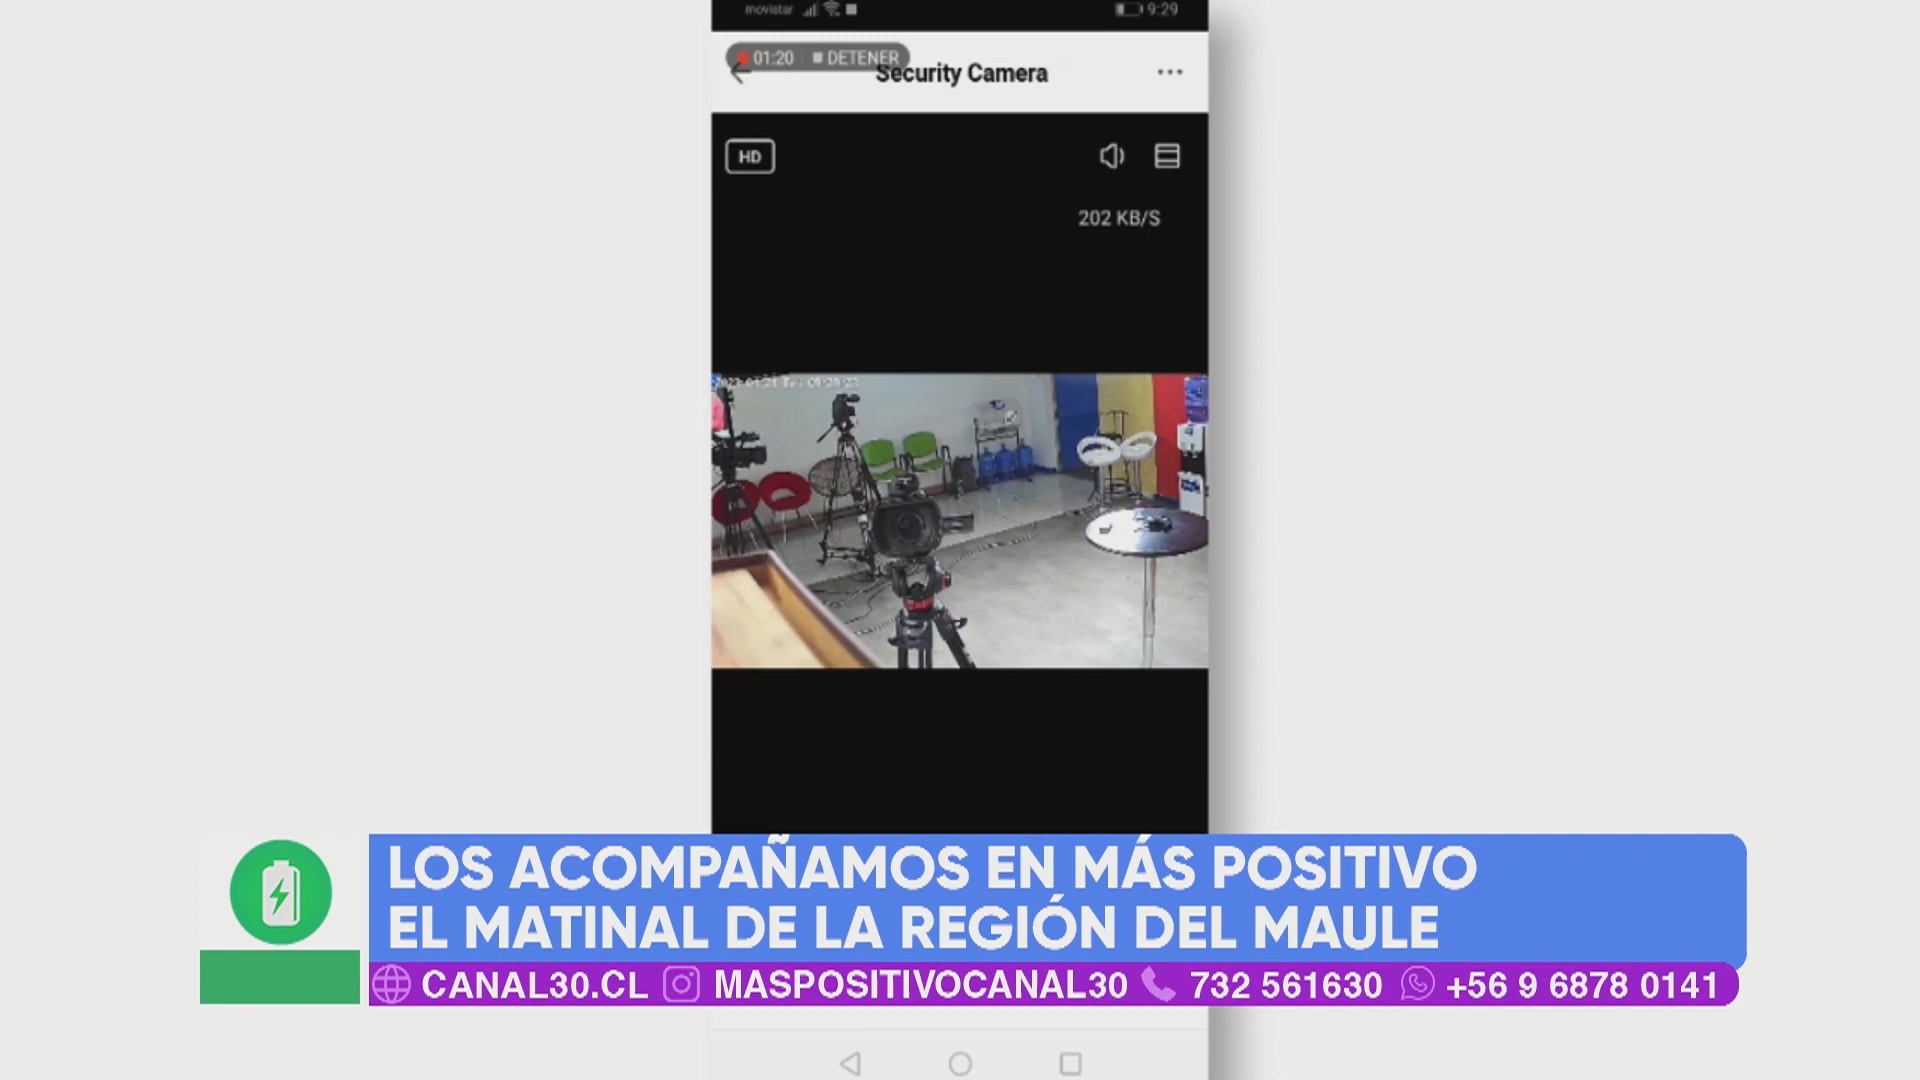 movistar 9:29
01:20 DETENER
Security Camera
HD
202 KB/S
LOS ACOMPAÑAMOS EN MÁS POSITIVO
EL MATINAL DE LA REGIÓN DEL MAULE
CANAL30.CL MASPOSITIVOCANAL30 732 561630 +56 9 6878 0141